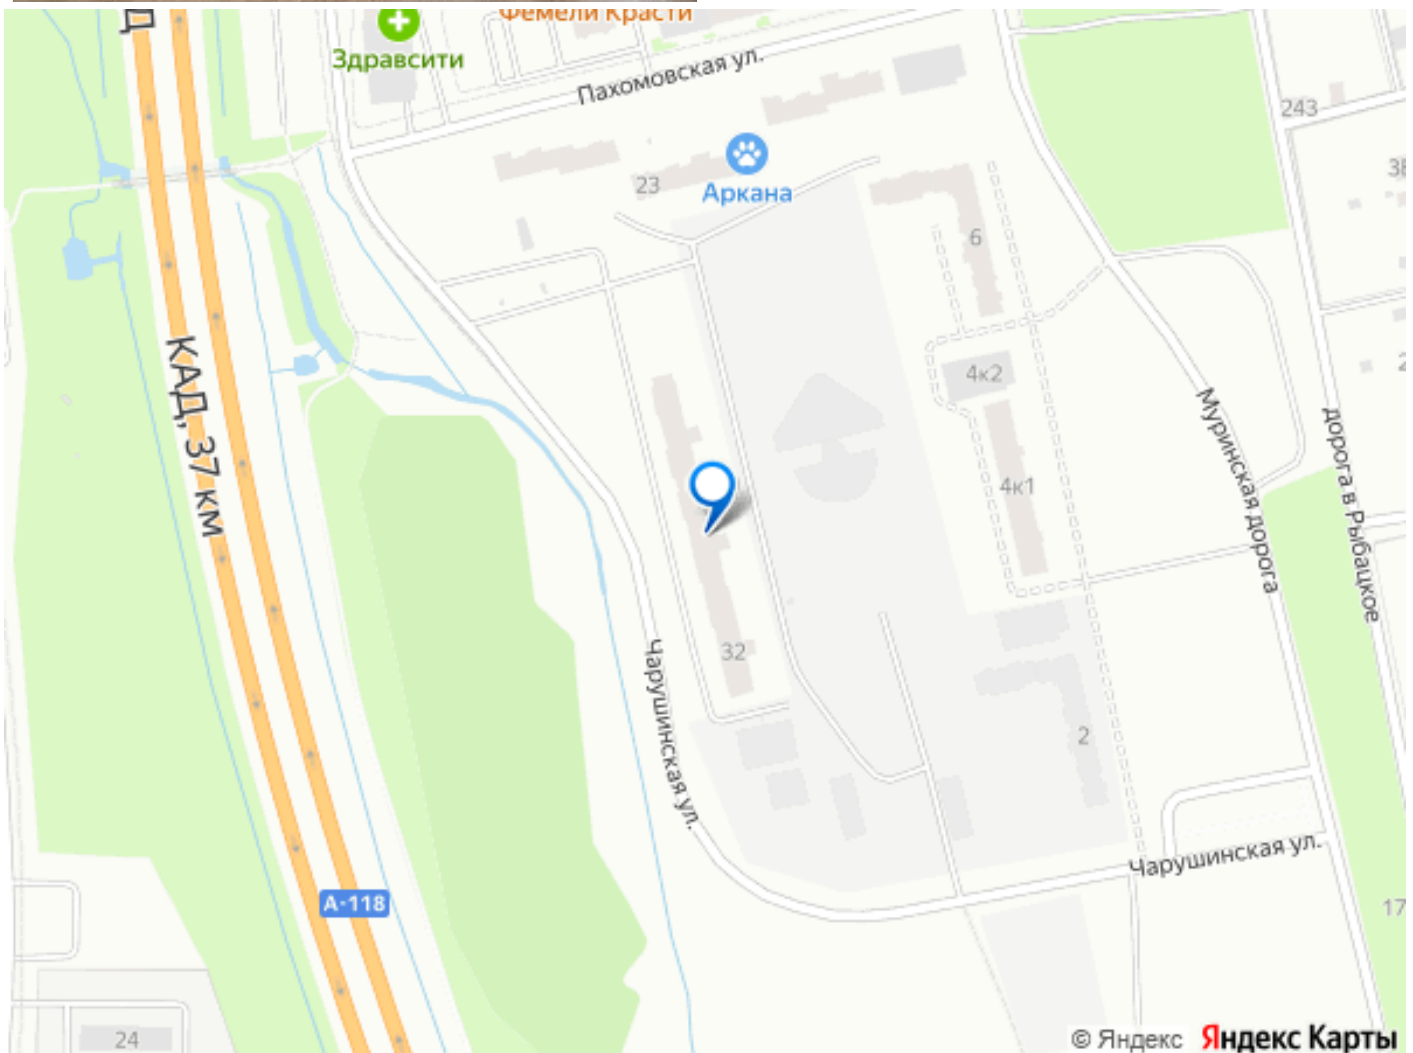 Д
Фемели Красти
Здравсити
Пахомовская ул.
243
23
Аркана
6
КАД, 37 км
4к2
Муринская дорога
дорога в Рыбацкое
4к1
Чарушинская ул.
32
2
Чарушинская ул.
А-118
17
24
© Яндекс Яндекс Карты